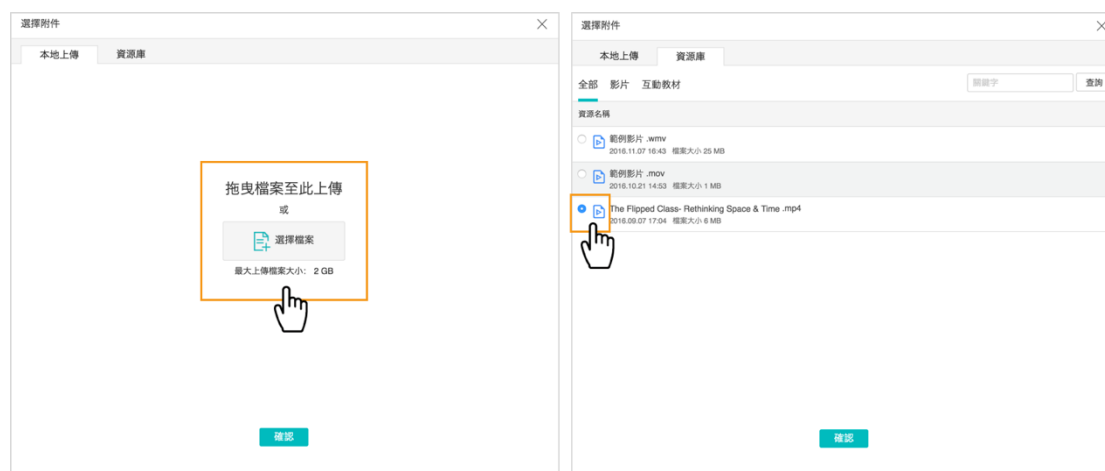 選擇附件
本地上傳 資源庫
拖曳檔案至此上傳
或
選擇檔案
最大上傳檔案大小: 2 GB
確認
選擇附件
本地上傳 資源庫
全部 影片 互動教材 關鍵字 查詢
資源名稱
範例影片 .wmv
2016.11.07 16:43 檔案大小 25 MB
範例影片 .mov
2016.10.21 14:53 檔案大小 1 MB
The Flipped Class- Rethinking Space & Time .mp4
2016.09.07 17:04 檔案大小 6 MB
確認